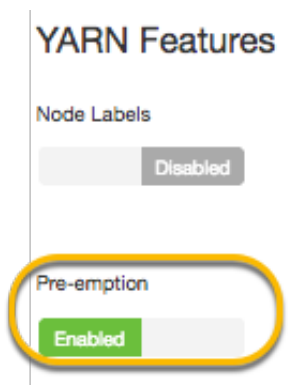 YARN Features
Node Labels
Disabled
Pre-emption
Enabled